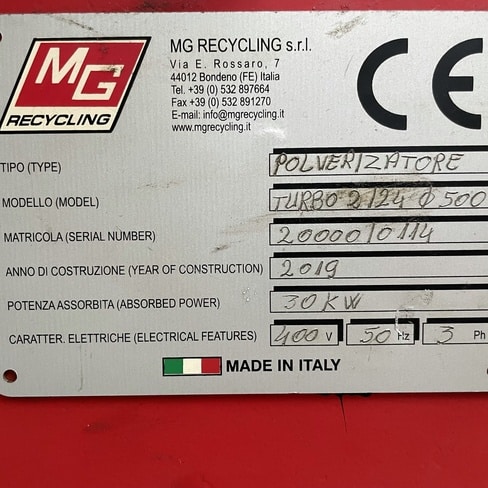 MG
RECYCLING
MG RECYCLING s.r.l.
Via E. Rossaro, 7
44012 Bondeno (FE) Italia
Tel. +39 (0) 532 897664
Fax +39 (0) 532 891270
E-mail: info@mgrecycling.it
www.mgrecycling.it
CE
TIPO (TYPE) POLVERIZATORE
MODELLO (MODEL) TURBO 2/24 Φ 500
MATRICOLA (SERIAL NUMBER) 20000/0114
ANNO DI COSTRUZIONE (YEAR OF CONSTRUCTION) 2019
POTENZA ASSORBITA (ABSORBED POWER) 30 KW
CARATTER. ELETTRICHE (ELECTRICAL FEATURES) 400 V 50 Hz 3 Ph
MADE IN ITALY